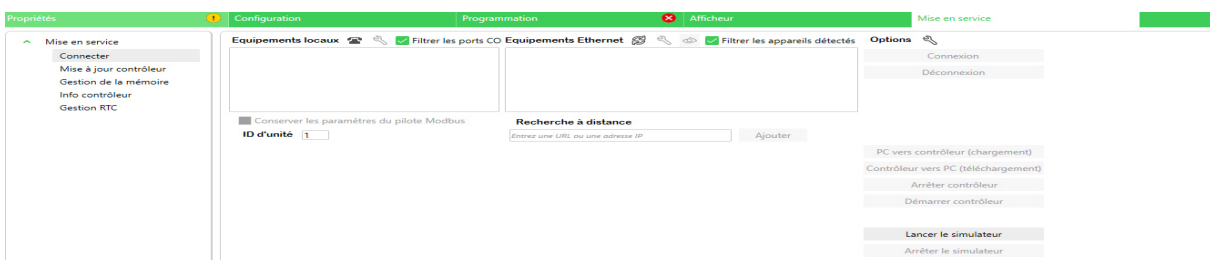 Propriétés
Configuration
Programmation
Afficheur
Mise en service
Mise en service
Connecter
Mise à jour contrôleur
Gestion de la mémoire
Info contrôleur
Gestion RTC
Equipements locaux
Filtrer les ports CO
Equipements Ethernet
Filtrer les appareils détectés
Conserver les paramètres du pilote Modbus
ID d'unité 1
Recherche à distance
Entrez une URL ou une adresse IP
Ajouter
Options
Connexion
Déconnexion
PC vers contrôleur (chargement)
Contrôleur vers PC (téléchargement)
Arrêter contrôleur
Démarrer contrôleur
Lancer le simulateur
Arrêter le simulateur